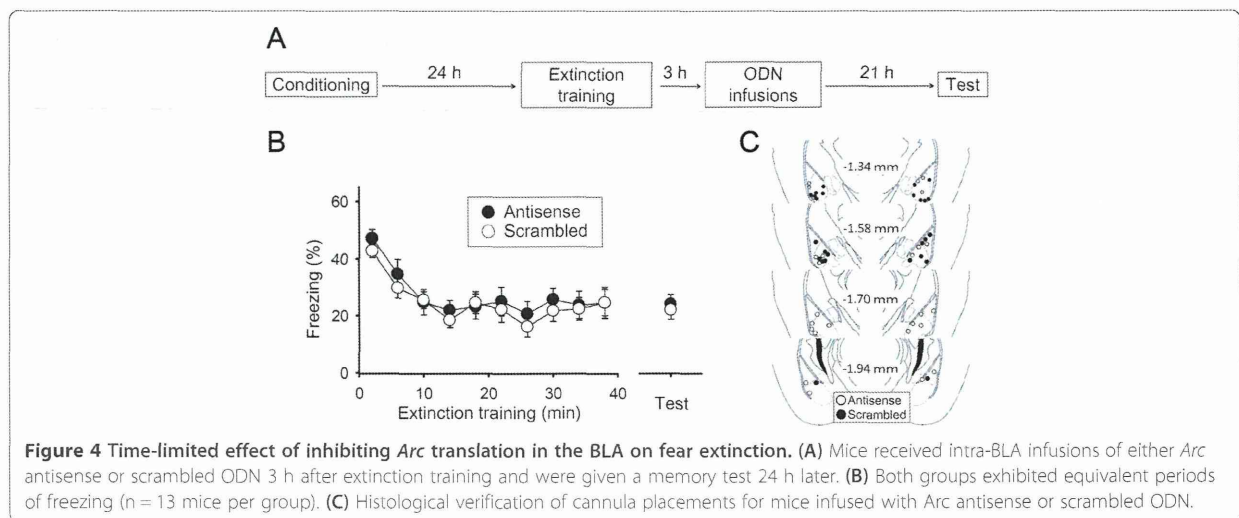 A
Conditioning
24 h
Extinction
training
3 h
ODN
infusions
21 h
Test
B
Freezing (%)
60
40
20
0
Antisense
Scrambled
0 10 20 30 40
Extinction training (min)
Test
C
-1.34 mm
-1.58 mm
-1.70 mm
-1.94 mm
Antisense
Scrambled
Figure 4 Time-limited effect of inhibiting Arc translation in the BLA on fear extinction. (A) Mice received intra-BLA infusions of either Arc
antisense or scrambled ODN 3 h after extinction training and were given a memory test 24 h later. (B) Both groups exhibited equivalent periods
of freezing (n = 13 mice per group). (C) Histological verification of cannula placements for mice infused with Arc antisense or scrambled ODN.